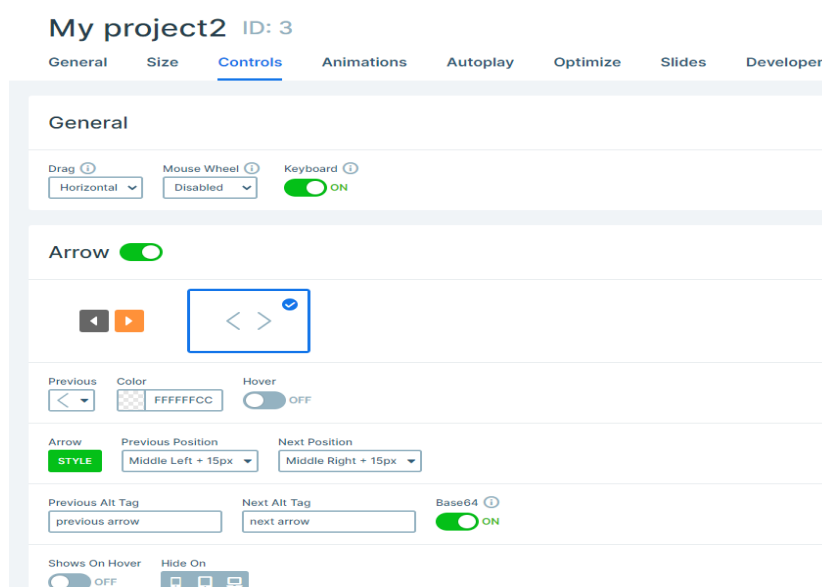 My project2 ID: 3
General Size Controls Animations Autoplay Optimize Slides Developer
General
Drag Mouse Wheel Keyboard
Horizontal Disabled ON
Arrow
Previous Color Hover
FFFFFFCC OFF
Arrow Previous Position Next Position
STYLE Middle Left + 15px Middle Right + 15px
Previous Alt Tag Next Alt Tag Base64
previous arrow next arrow ON
Shows On Hover Hide On
OFF